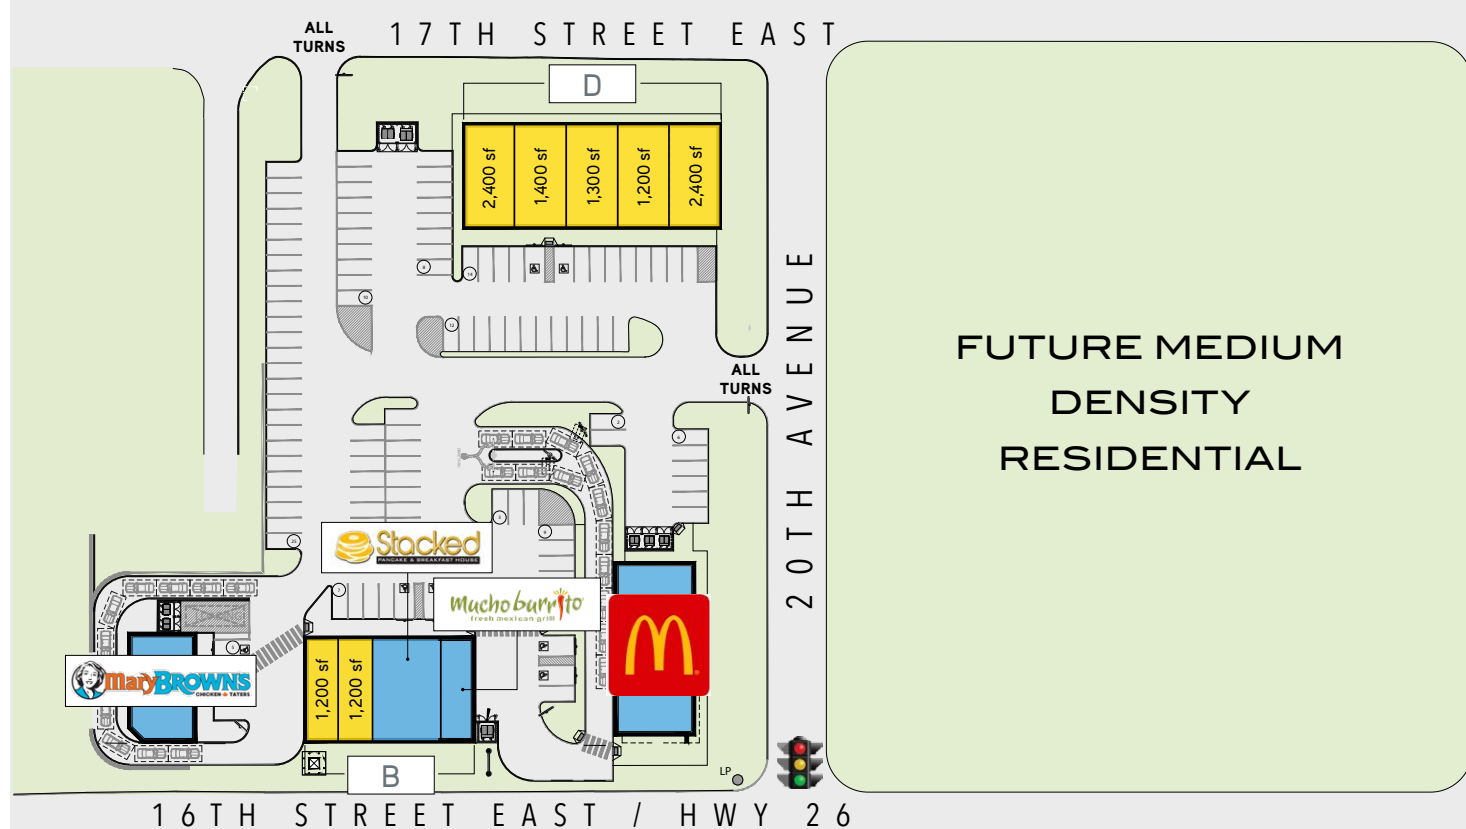 ALL
TURNS
17TH STREET EAST
D
2,400 sf
1,400 sf
1,300 sf
1,200 sf
2,400 sf
20TH AVENUE
ALL
TURNS
FUTURE MEDIUM
DENSITY
RESIDENTIAL
Stacked
PANCAKE & BREAKFAST HOUSE
mucho burrito
fresh mexican grill
maryBROWNS
CHICKEN TATERS
1,200 sf
1,200 sf
B
LP
16TH STREET EAST / HWY 26